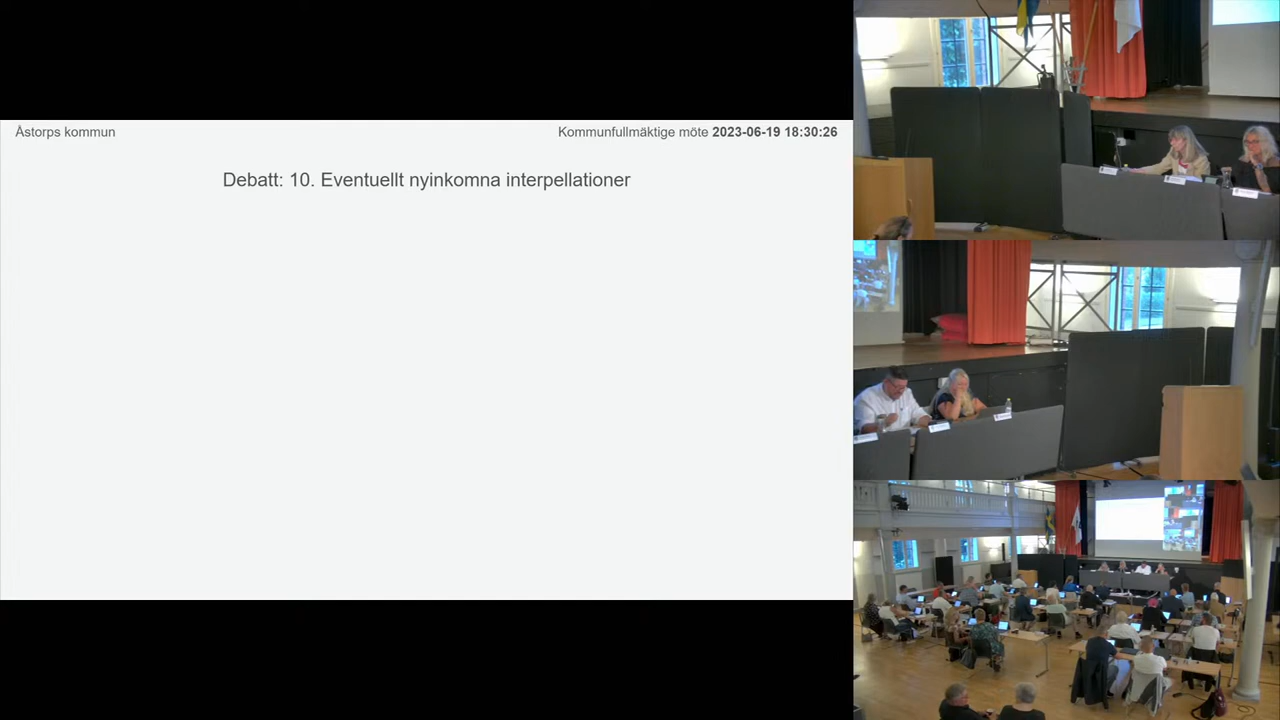 Åstorps kommun
Kommunfullmäktige möte 2023-06-19 18:30:26
Debatt: 10. Eventuellt nyinkomna interpellationer